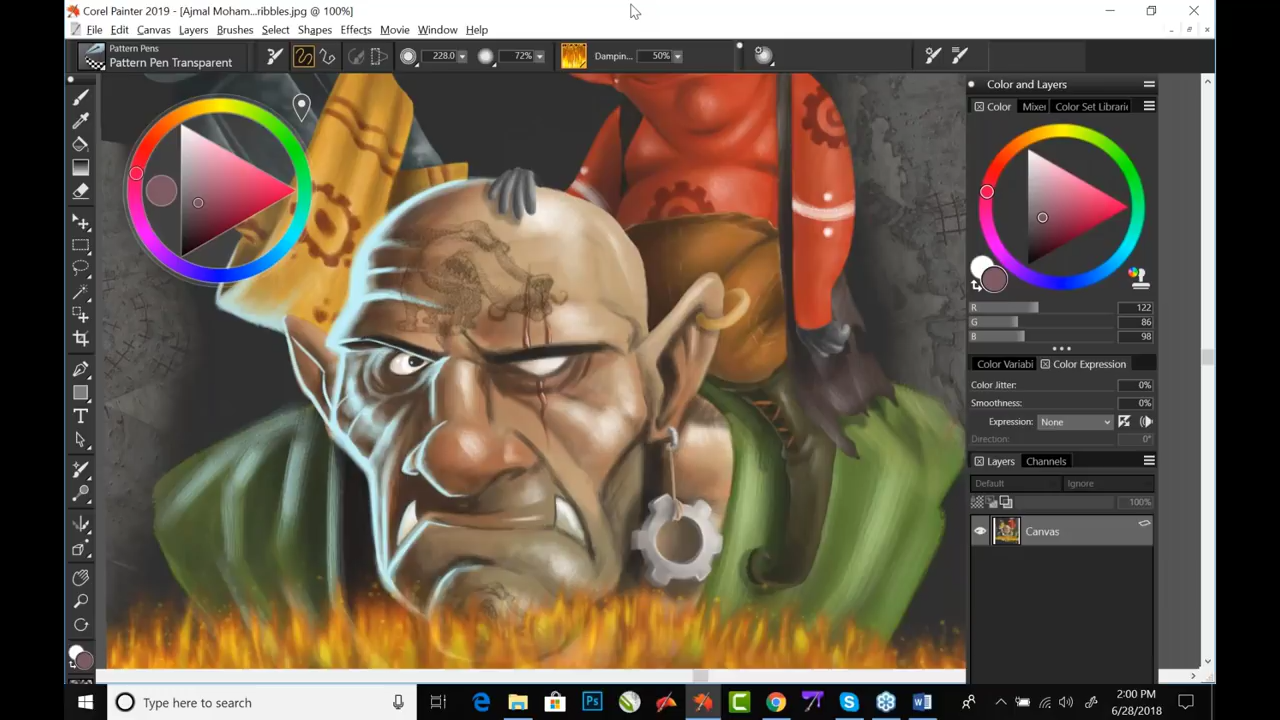 Corel Painter 2019 - [Ajmal Moham...ribbles.jpg @ 100%]
File Edit Canvas Layers Brushes Select Shapes Effects Movie Window Help
Pattern Pens
Pattern Pen Transparent
228.0
72%
Dampin...
50%
Color and Layers
Color
Mixer
Color Set Librarie
R 122
G 86
B 98
Color Variabi
Color Expression
Color Jitter: 0%
Smoothness: 0%
Expression: None
Direction: 0°
Layers
Channels
Default
Ignore
100%
Canvas
T
Type here to search
Ps
2:00 PM
6/28/2018